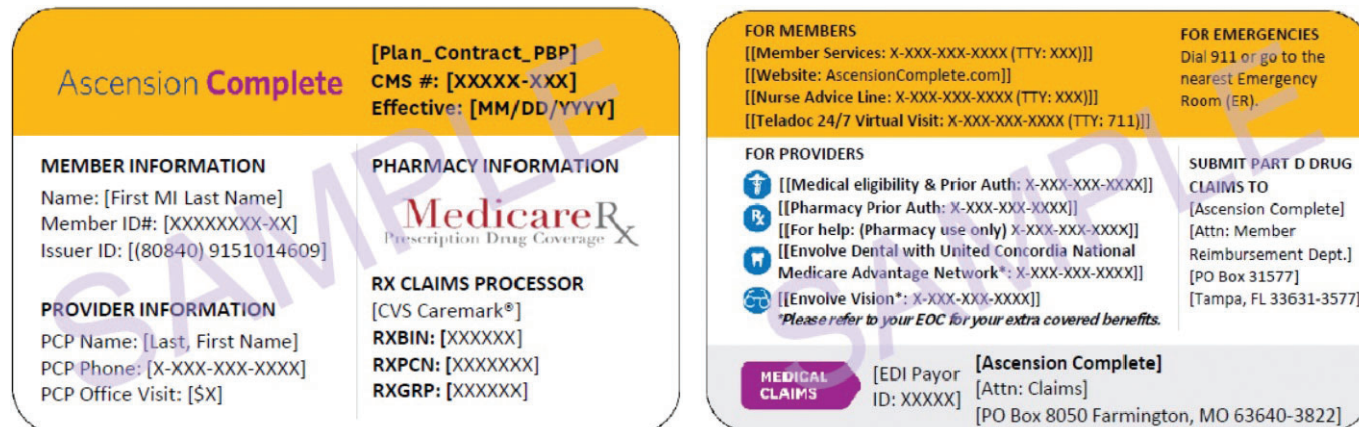 Ascension Complete
[Plan_Contract_PBP]
CMS #: [XXXXX-XXX]
Effective: [MM/DD/YYYY]
MEMBER INFORMATION
Name: [First MI Last Name]
Member ID#: [XXXXXXXX-XX]
Issuer ID: [(80840) 9151014609]
PROVIDER INFORMATION
PCP Name: [Last, First Name]
PCP Phone: [X-XXX-XXX-XXXX]
PCP Office Visit: [$X]
PHARMACY INFORMATION
MedicareRx
Prescription Drug Coverage
RX CLAIMS PROCESSOR
[CVS Caremark®]
RXBIN: [XXXXXX]
RXPCN: [XXXXXXX]
RXGRP: [XXXXXX]
SAMPLE
FOR MEMBERS
[[Member Services: X-XXX-XXX-XXXX (TTY: XXX)]]
[[Website: AscensionComplete.com]]
[[Nurse Advice Line: X-XXX-XXX-XXXX (TTY: XXX)]]
[[Teladoc 24/7 Virtual Visit: X-XXX-XXX-XXXX (TTY: 711)]]
FOR EMERGENCIES
Dial 911 or go to the
nearest Emergency
Room (ER).
FOR PROVIDERS
[[Medical eligibility & Prior Auth: X-XXX-XXX-XXXX]]
Rx
[[Pharmacy Prior Auth: X-XXX-XXX-XXXX]]
[[For help: (Pharmacy use only) X-XXX-XXX-XXXX]]
[[Envolve Dental with United Concordia National
Medicare Advantage Network*: X-XXX-XXX-XXXX]]
[[Envolve Vision*: X-XXX-XXX-XXXX]]
*Please refer to your EOC for your extra covered benefits.
SUBMIT PART D DRUG
CLAIMS TO
[Ascension Complete]
[Attn: Member
Reimbursement Dept.]
[PO Box 31577]
[Tampa, FL 33631-3577]
MEDICAL
CLAIMS
[EDI Payor
ID: XXXXX]
[Ascension Complete]
[Attn: Claims]
[PO Box 8050 Farmington, MO 63640-3822]
SAMPLE